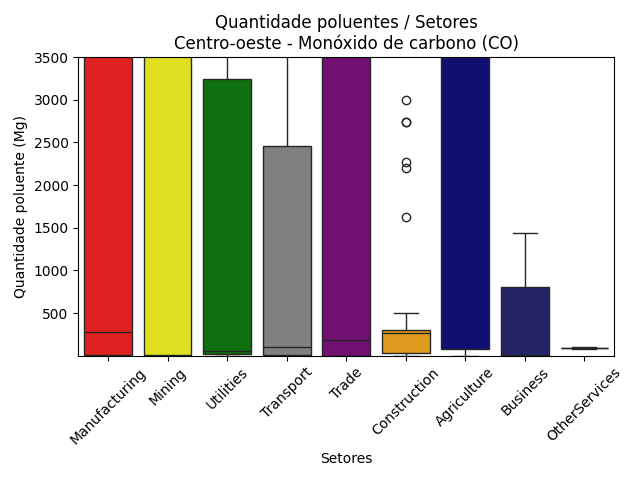 Quantidade poluentes / Setores
Centro-oeste - Monóxido de carbono (CO)
3500
3000
2500
2000
1500
1000
500
Quantidade poluente (Mg)
Manufacturing
Mining
Utilities
Transport
Trade
Construction
Agriculture
Business
OtherServices
Setores